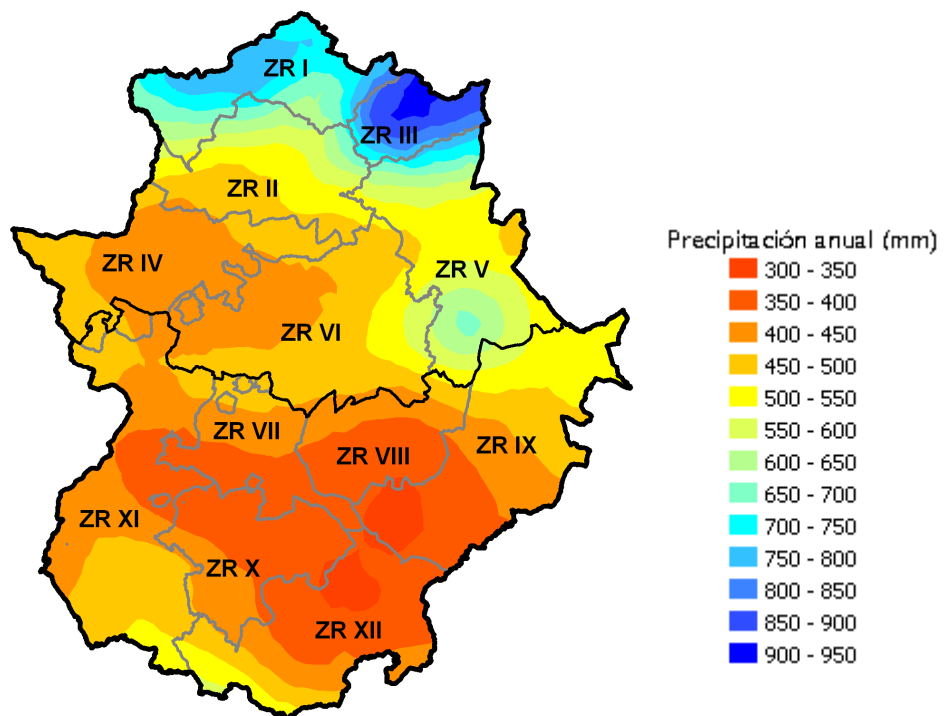 ZR I
ZR III
ZR II
ZR IV
ZR V
ZR VI
ZR VII
ZR VIII
ZR IX
ZR XI
ZR X
ZR XII
Precipitación anual (mm)
300 - 350
350 - 400
400 - 450
450 - 500
500 - 550
550 - 600
600 - 650
650 - 700
700 - 750
750 - 800
800 - 850
850 - 900
900 - 950